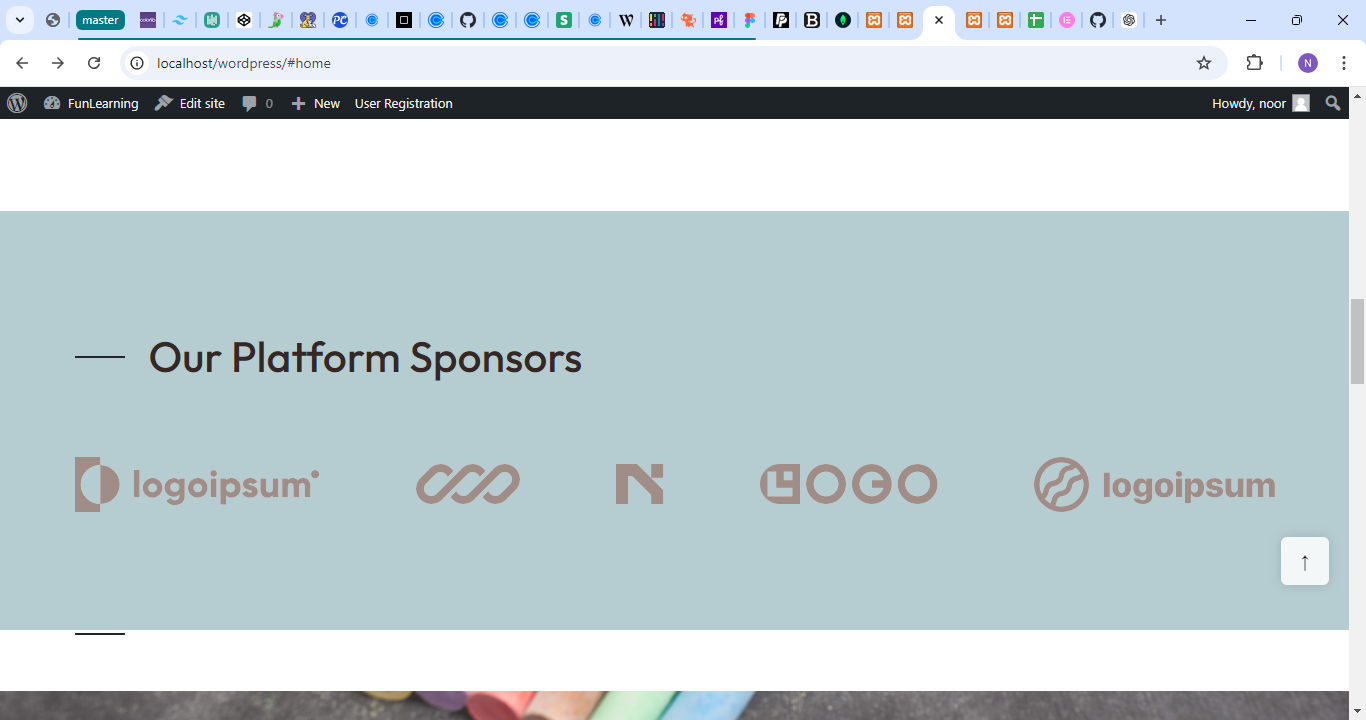 master
localhost/wordpress/#home
FunLearning
Edit site
0
New
User Registration
Howdy, noor
Our Platform Sponsors
logoipsum
LOGO
logoipsum
↑